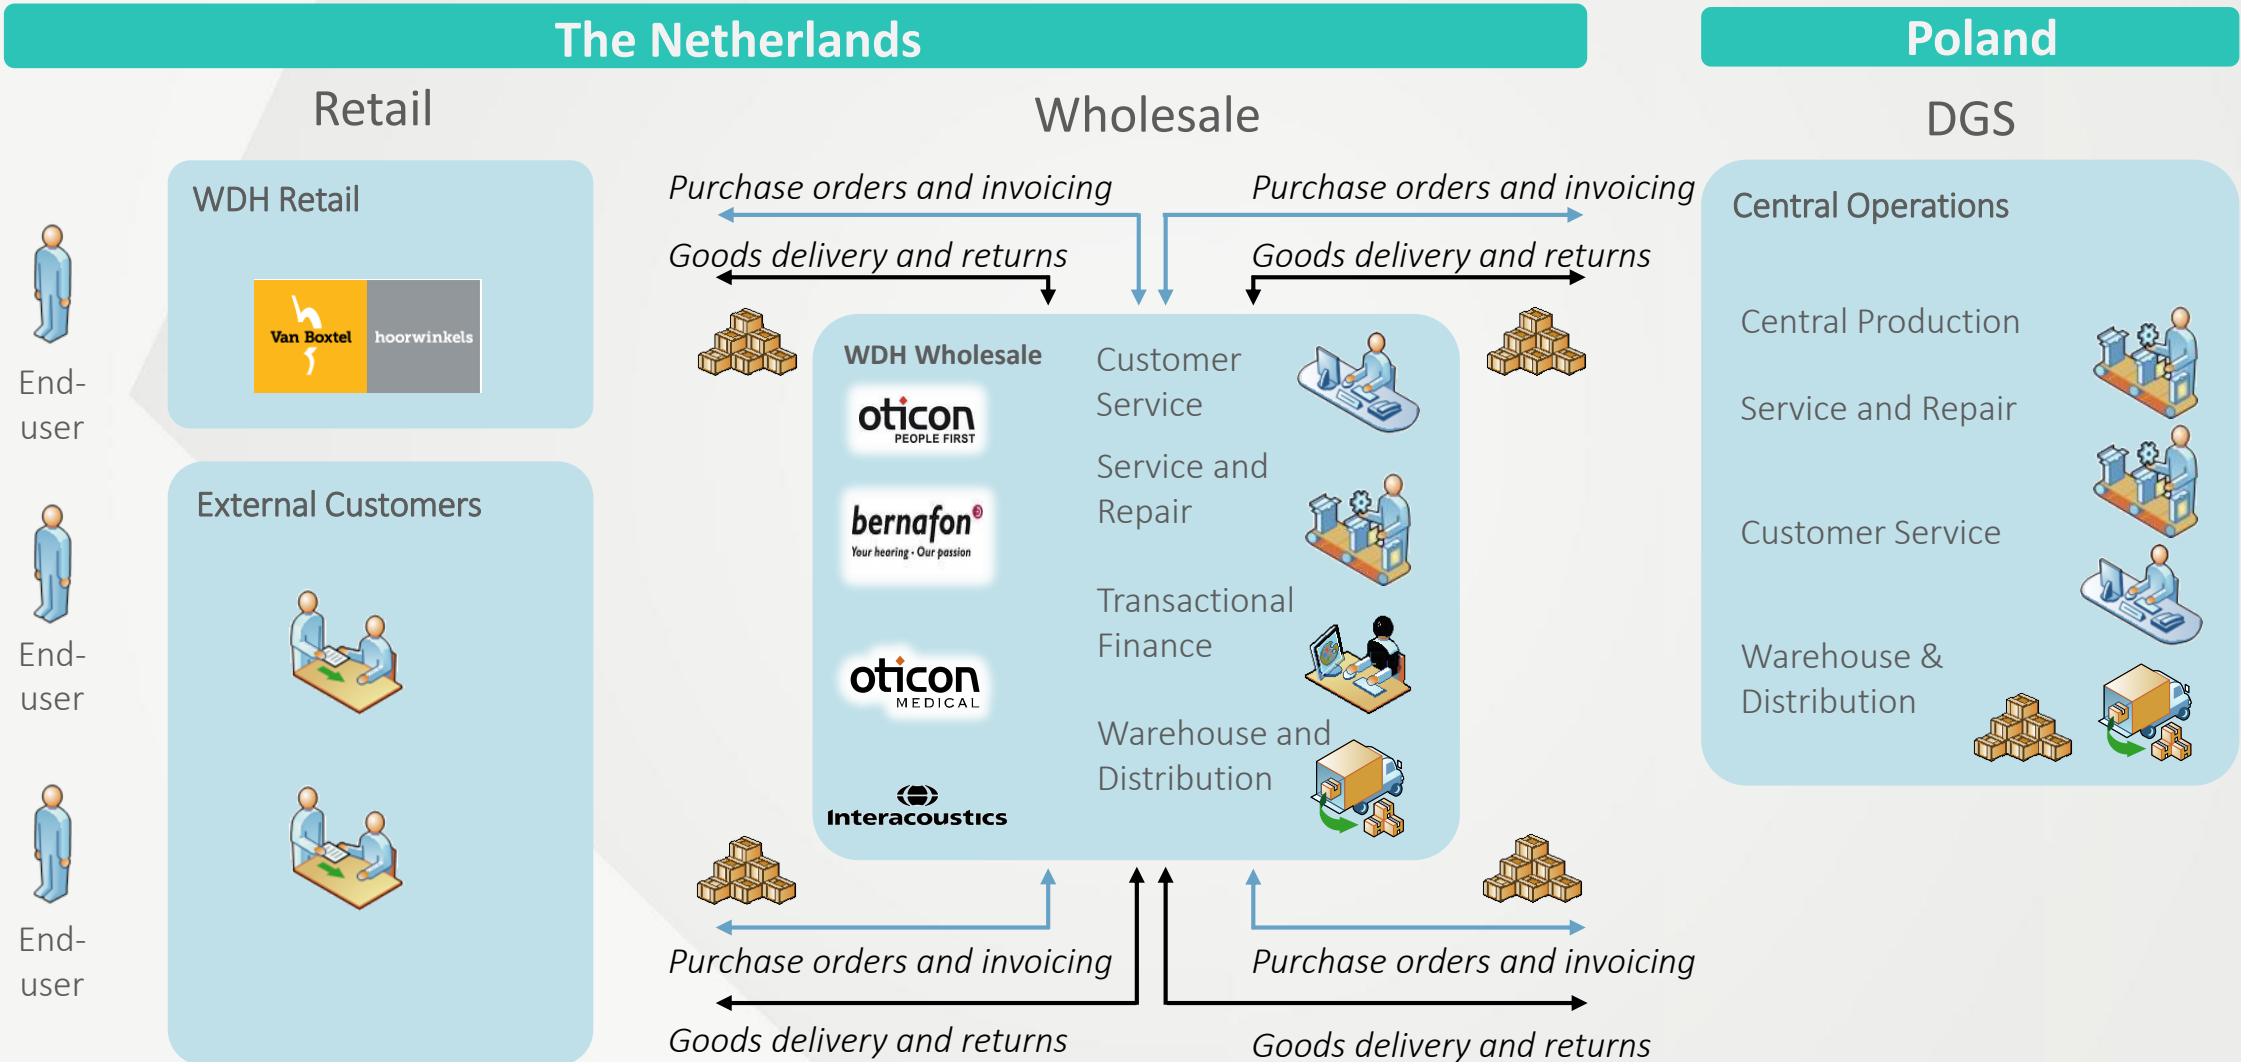 The Netherlands
Poland
Retail
Wholesale
DGS
WDH Retail
Van Boxtel
hoorwinkels
External Customers
End-
user
End-
user
End-
user
Purchase orders and invoicing
Goods delivery and returns
Purchase orders and invoicing
Goods delivery and returns
WDH Wholesale
oticon
PEOPLE FIRST
bernafon
Your hearing - Our passion
oticon
MEDICAL
Interacoustics
Customer
Service
Service and
Repair
Transactional
Finance
Warehouse and
Distribution
Purchase orders and invoicing
Goods delivery and returns
Purchase orders and invoicing
Goods delivery and returns
Central Operations
Central Production
Service and Repair
Customer Service
Warehouse &
Distribution